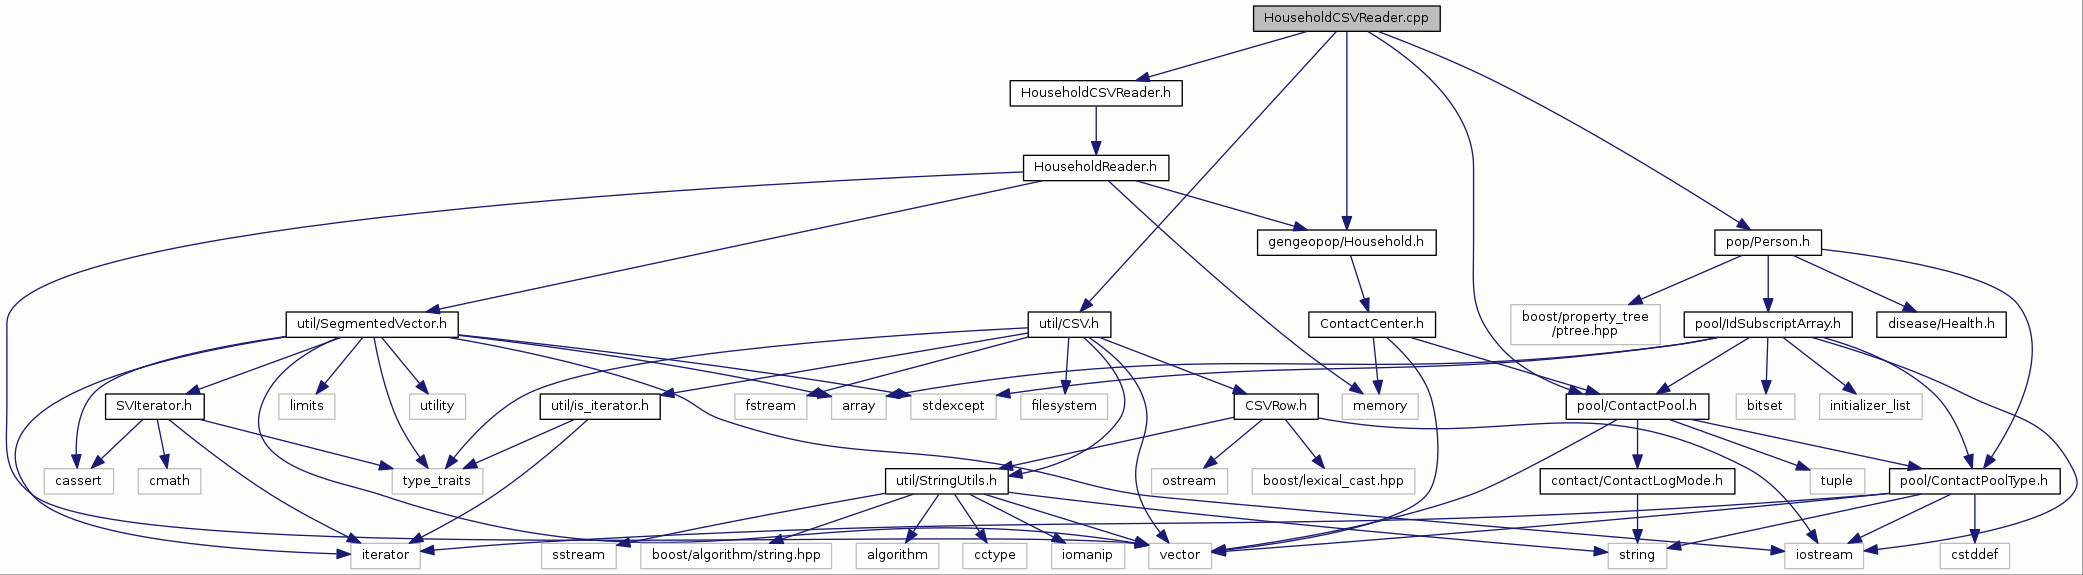 HouseholdCSVReader.cpp
HouseholdCSVReader.h
HouseholdReader.h
gengeopop/Household.h
pop/Person.h
util/SegmentedVector.h
util/CSV.h
ContactCenter.h
boost/property_tree
/ptree.hpp
pool/IdSubscriptArray.h
disease/Health.h
SVIterator.h
limits
utility
util/is_iterator.h
fstream
array
stdexcept
filesystem
CSVRow.h
memory
pool/ContactPool.h
bitset
initializer_list
cassert
cmath
type_traits
util/StringUtils.h
ostream
boost/lexical_cast.hpp
contact/ContactLogMode.h
tuple
pool/ContactPoolType.h
iterator
sstream
boost/algorithm/string.hpp
algorithm
cctype
iomanip
vector
string
iostream
cstddef